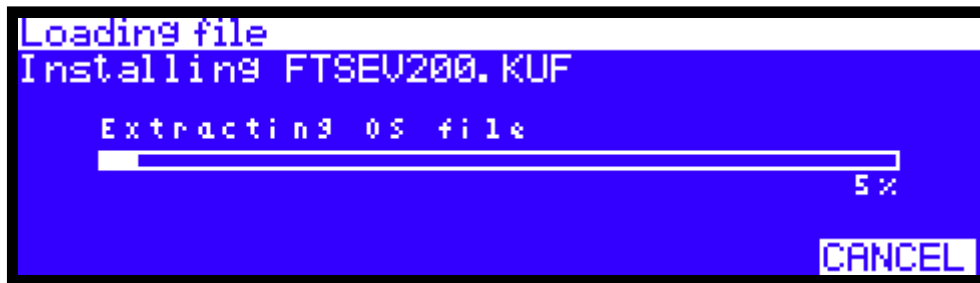 Loading file
Installing FTSEV200.KUF
Extracting OS file
5%
CANCEL